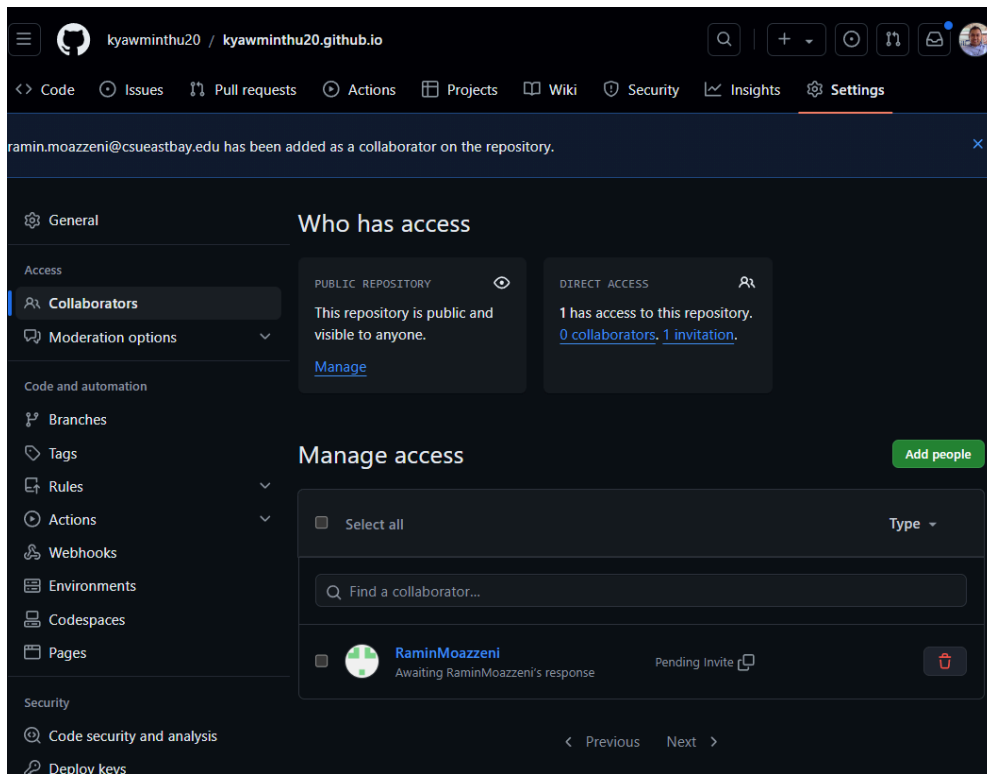 kyawminthu20 / kyawminthu20.github.io
Code Issues Pull requests Actions Projects Wiki Security Insights Settings
ramin.moazzeni@csueastbay.edu has been added as a collaborator on the repository.
General
Access
Collaborators
Moderation options
Code and automation
Branches
Tags
Rules
Actions
Webhooks
Environments
Codespaces
Pages
Security
Code security and analysis
Deploy keys
Who has access
PUBLIC REPOSITORY
This repository is public and
visible to anyone.
Manage
DIRECT ACCESS
1 has access to this repository.
0 collaborators. 1 invitation.
Manage access
Add people
Select all
Type
Find a collaborator...
RaminMoazzeni
Awaiting RaminMoazzeni's response
Pending Invite
Previous Next